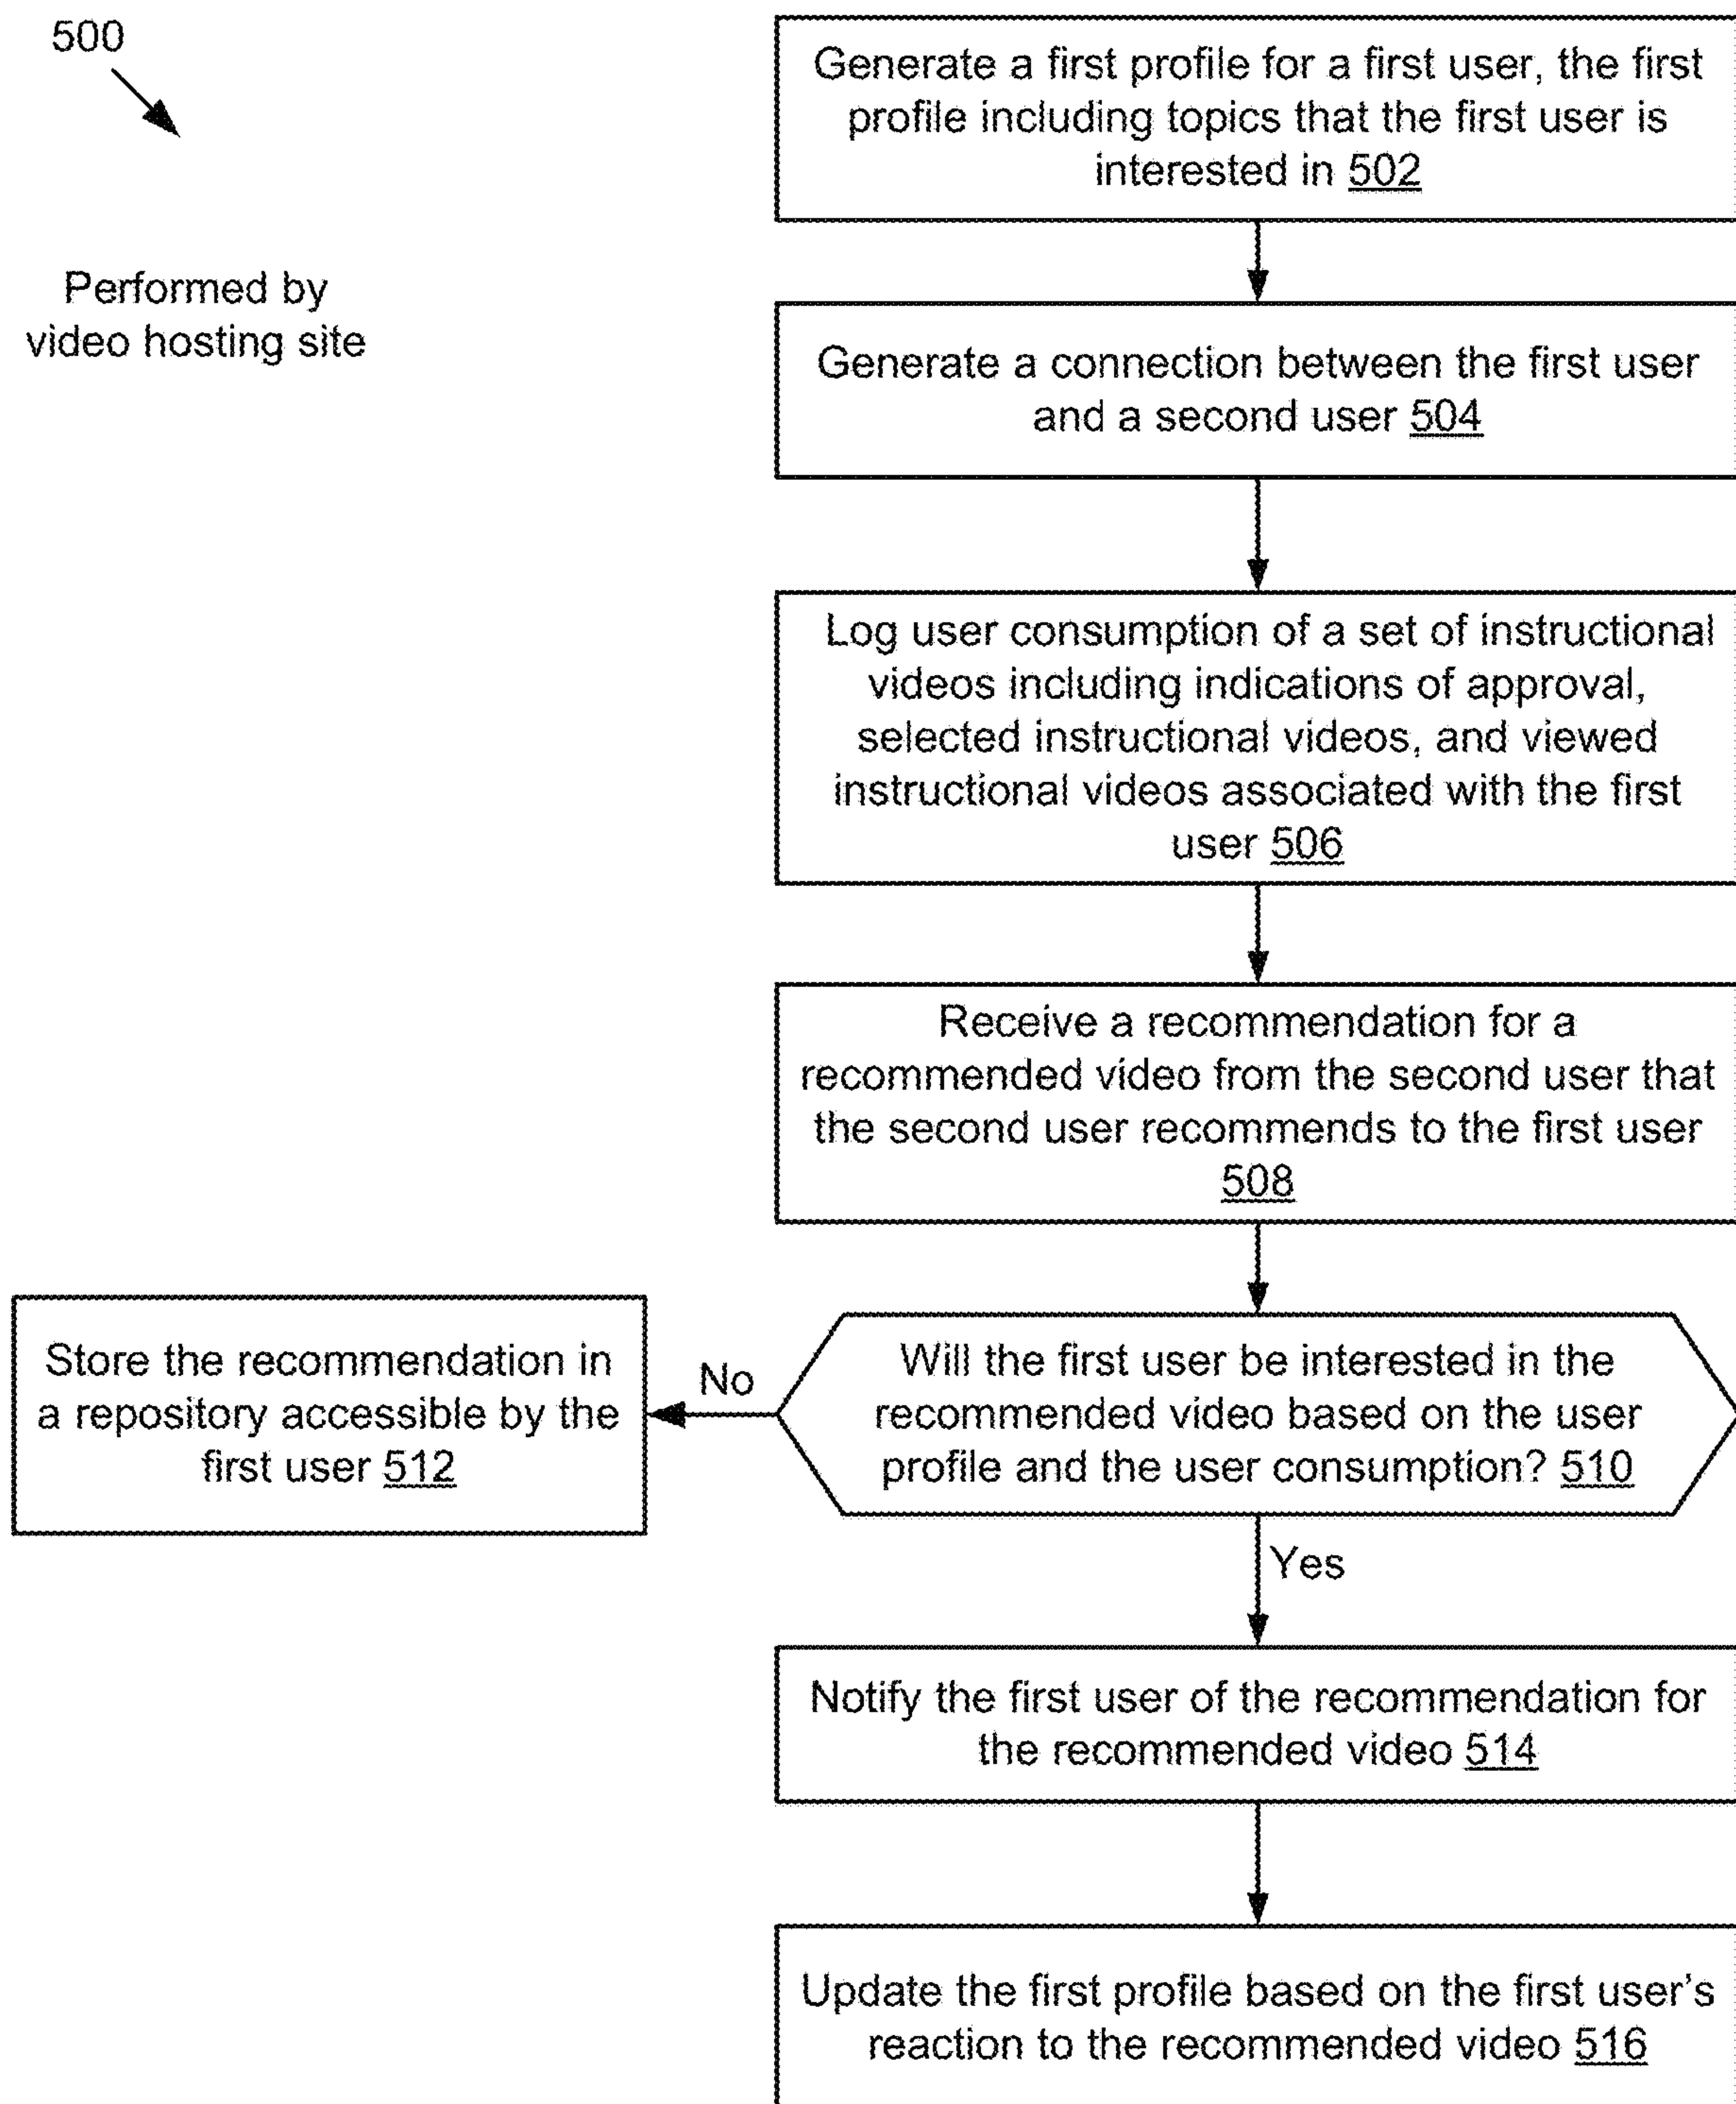 500
Performed by
video hosting site
Generate a first profile for a first user, the first
profile including topics that the first user is
interested in 502
Generate a connection between the first user
and a second user 504
Log user consumption of a set of instructional
videos including indications of approval,
selected instructional videos, and viewed
instructional videos associated with the first
user 506
Receive a recommendation for a
recommended video from the second user that
the second user recommends to the first user
508
Will the first user be interested in the
recommended video based on the user
profile and the user consumption? 510
No
Store the recommendation in
a repository accessible by the
first user 512
Yes
Notify the first user of the recommendation for
the recommended video 514
Update the first profile based on the first user's
reaction to the recommended video 516